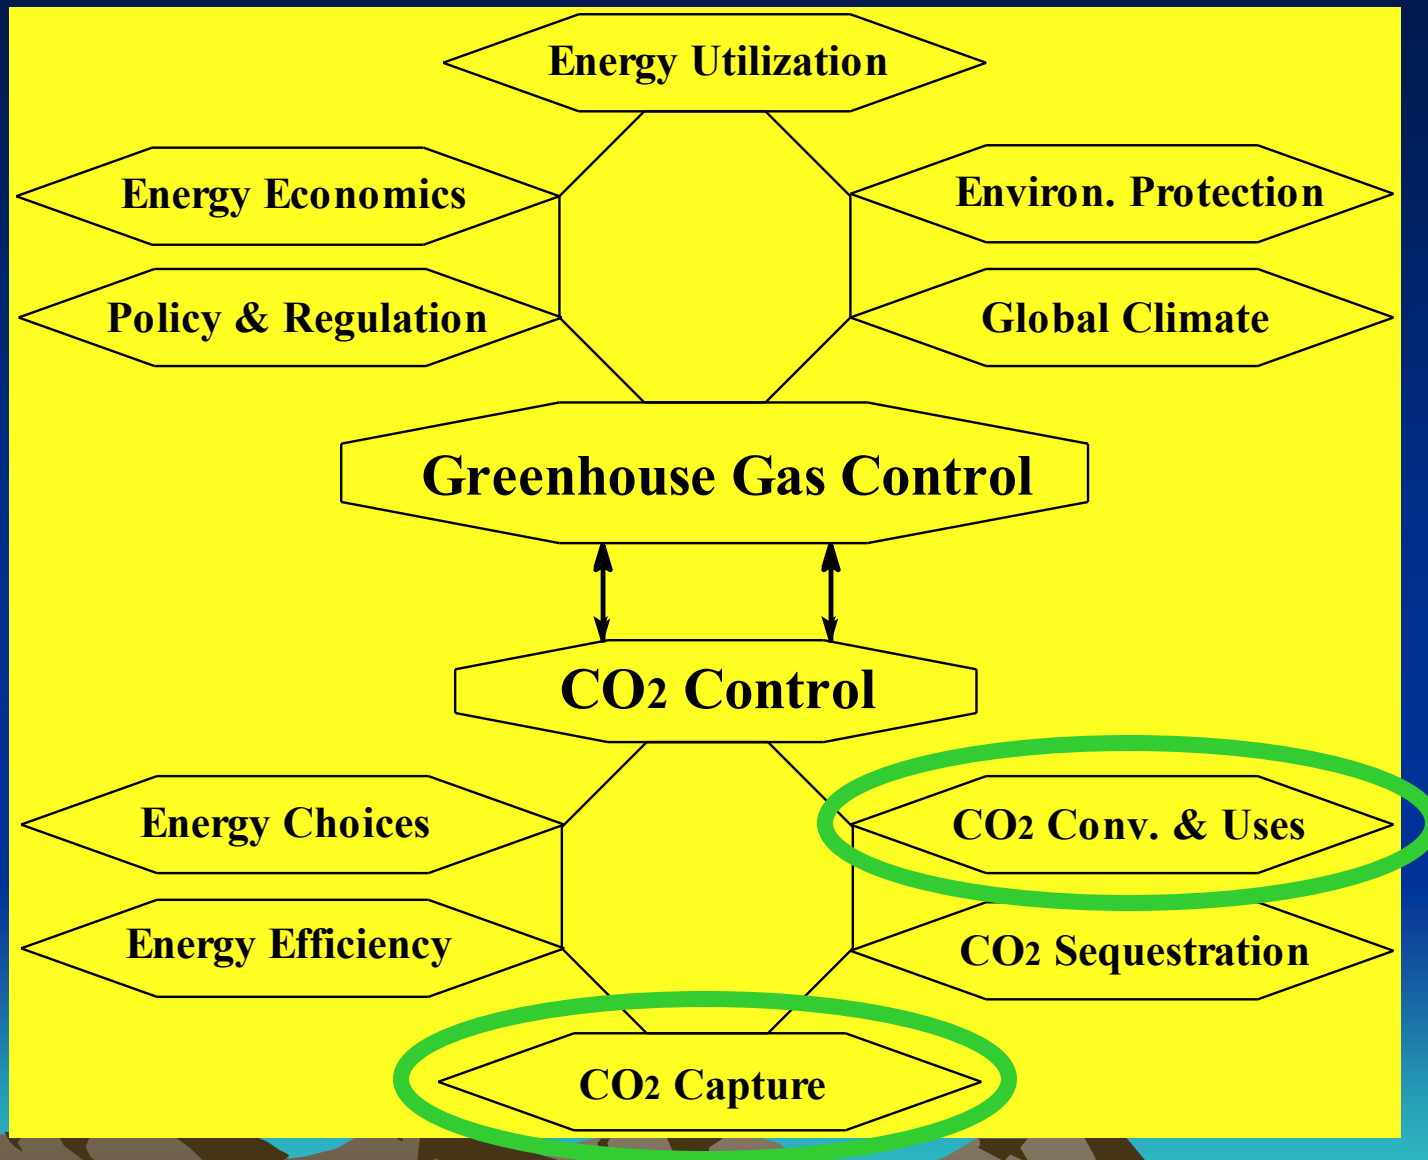 Energy Utilization
Energy Economics
Environ. Protection
Policy & Regulation
Global Climate
Greenhouse Gas Control
CO2 Control
Energy Choices
CO2 Conv. & Uses
Energy Efficiency
CO2 Sequestration
CO2 Capture